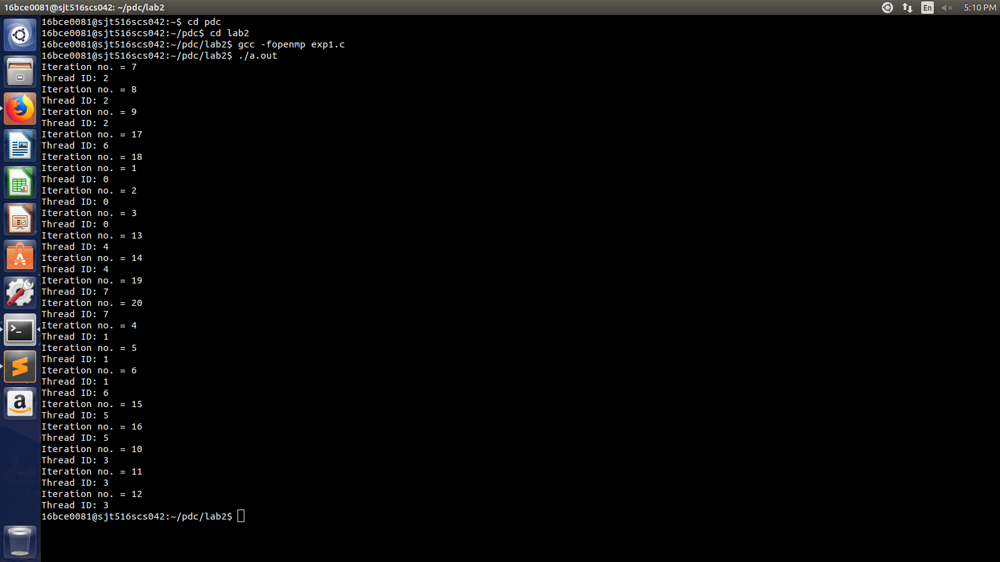 16bce0081@sjt516scs042: ~/pdc/lab2
En
5:10 PM
16bce0081@sjt516scs042:~$ cd pdc
16bce0081@sjt516scs042:~/pdc$ cd lab2
16bce0081@sjt516scs042:~/pdc/lab2$ gcc -fopenmp exp1.c
16bce0081@sjt516scs042:~/pdc/lab2$ ./a.out
Iteration no. = 7
Thread ID: 2
Iteration no. = 8
Thread ID: 2
Iteration no. = 9
Thread ID: 2
Iteration no. = 17
Thread ID: 6
Iteration no. = 18
Iteration no. = 1
Thread ID: 0
Iteration no. = 2
Thread ID: 0
Iteration no. = 3
Thread ID: 0
Iteration no. = 13
Thread ID: 4
Iteration no. = 14
Thread ID: 4
Iteration no. = 19
Thread ID: 7
Iteration no. = 20
Thread ID: 7
Iteration no. = 4
Thread ID: 1
Iteration no. = 5
Thread ID: 1
Iteration no. = 6
Thread ID: 1
Thread ID: 6
Iteration no. = 15
Thread ID: 5
Iteration no. = 16
Thread ID: 5
Iteration no. = 10
Thread ID: 3
Iteration no. = 11
Thread ID: 3
Iteration no. = 12
Thread ID: 3
16bce0081@sjt516scs042:~/pdc/lab2$